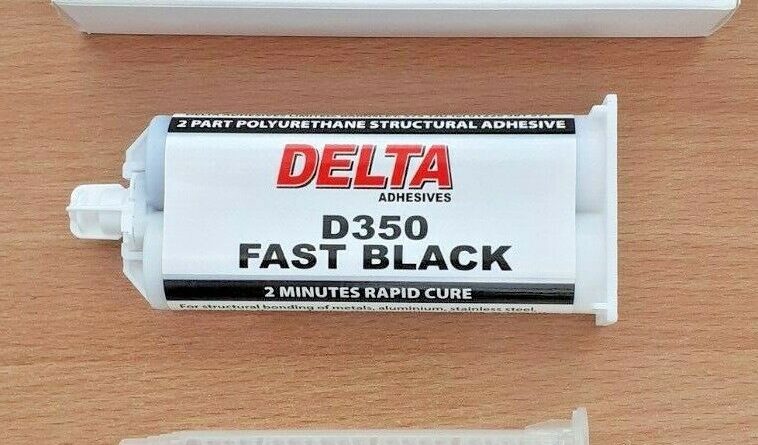 2 PART POLYURETHANE STRUCTURAL ADHESIVE
DELTA
ADHESIVES
D350
FAST BLACK
2 MINUTES RAPID CURE
For structural bonding of metals, aluminium, stainless steel,